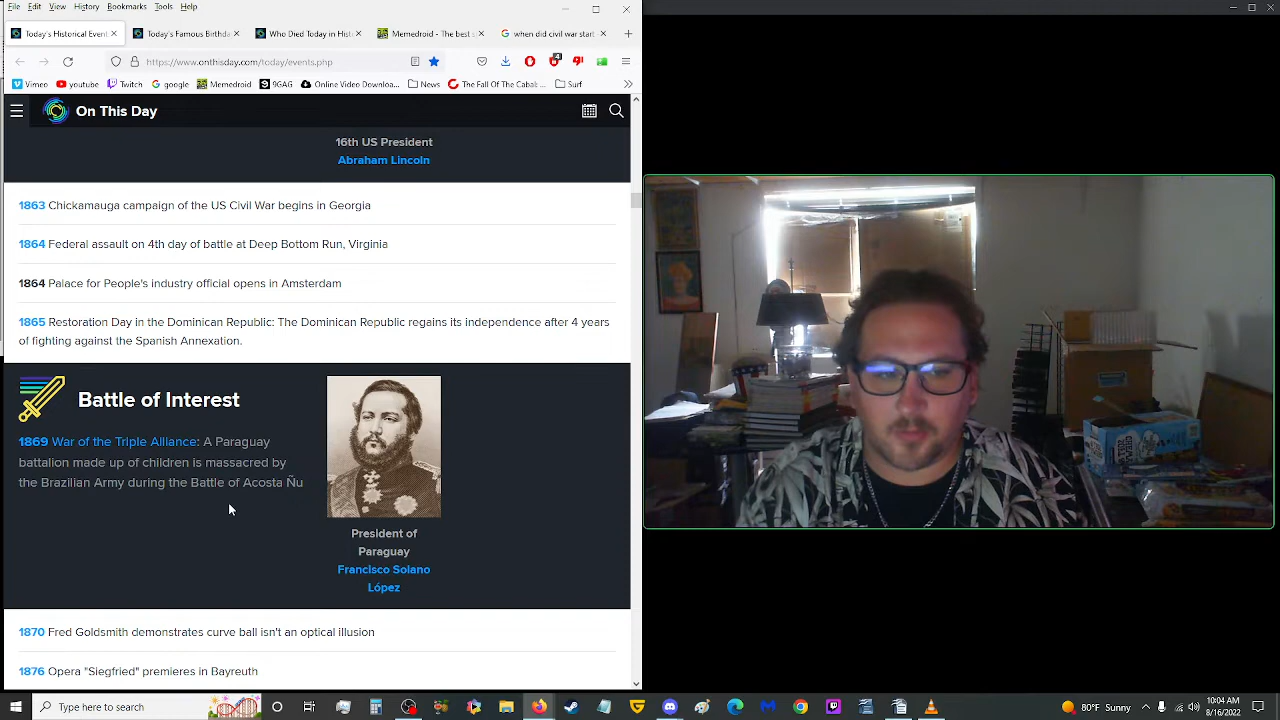 File Edit View History Bookmarks Tools Help
Today's Historical Event
Today's Famous Birthda
Who Died Today in Hist
Memedroid - The best
when did civil war start
https://www.onthisday.com/today/events.php
Vimeo youtube Twitch google Memedroid 9GAG Online Video Downloa... News The Fall Of The Cabal: ... Surf
On This Day
16th US President
Abraham Lincoln
1863 Chickamauga campaign of the US Civil War begins in Georgia
1864 Federal assault on 4th day of battle at Deep Bottom Run, Virginia
1864 Palace for People's industry official opens in Amsterdam
1865 Restoration Day in the Dominican Republic: The Dominican Republic regains its independence after 4 years
of fighting against the Spanish Annexation.
Battle of Interest
1869 War of the Triple Alliance: A Paraguay
battalion made up of children is massacred by
the Brazilian Army during the Battle of Acosta Ñu
President of
Paraguay
Francisco Solano
López
1870 Fred Goldsmith demonstrates curve ball isn't an optical illusion
1876 Opera "Siegfried" premieres in Bayreuth
Type here to search
80°F Sunny
10:04 AM
8/16/2022